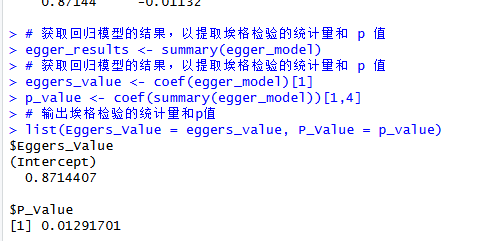 0.87144 -0.01132
> # 获取回归模型的结果，以提取埃格检验的统计量和 p 值
> egger_results <- summary(egger_model)
> # 获取回归模型的结果，以提取埃格检验的统计量和 p 值
> eggers_value <- coef(egger_model)[1]
> p_value <- coef(summary(egger_model))[1,4]
> # 输出埃格检验的统计量和p值
> list(Eggers_Value = eggers_value, P_Value = p_value)
$Eggers_Value
(Intercept)
0.8714407
$P_Value
[1] 0.01291701